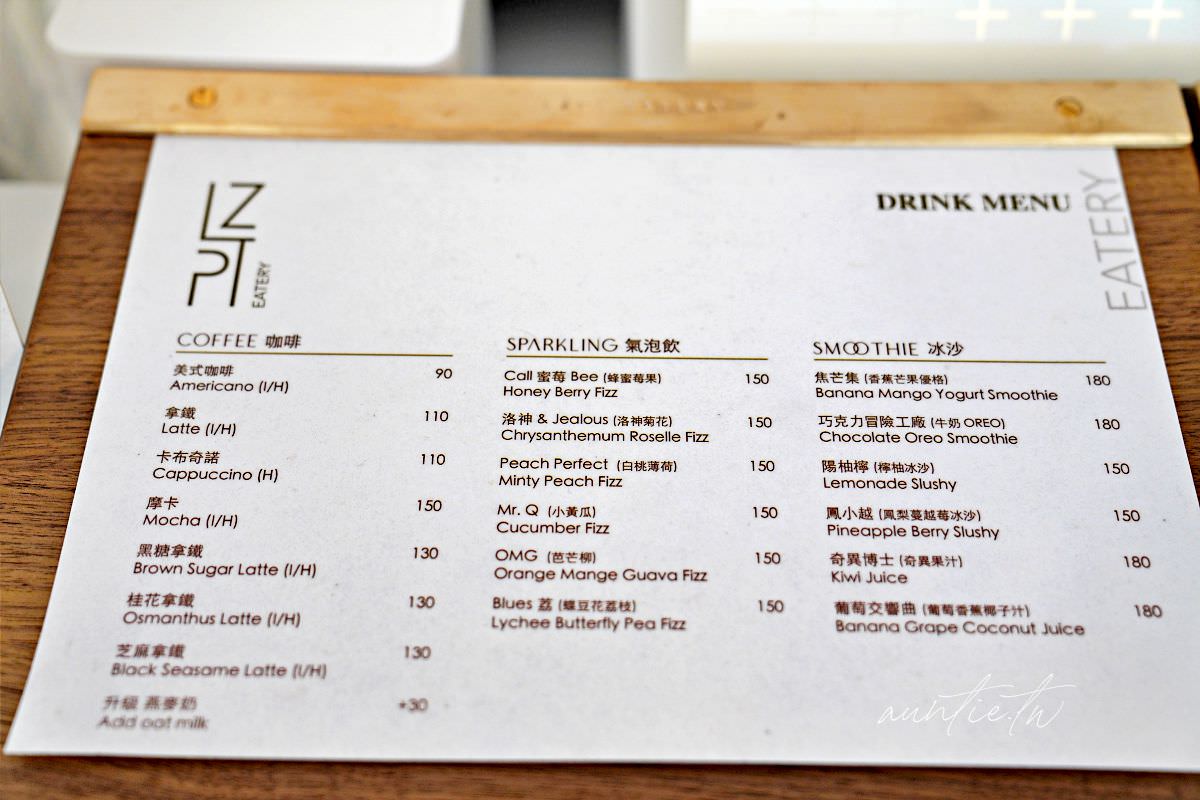 LZ
PT
EATERY
DRINK MENU
EATERY
COFFEE 咖啡
美式咖啡 90
Americano (I/H)
拿鐵 110
Latte (I/H)
卡布奇諾 110
Cappuccino (H)
摩卡 150
Mocha (I/H)
黑糖拿鐵 130
Brown Sugar Latte (I/H)
桂花拿鐵 130
Osmanthus Latte (I/H)
芝麻拿鐵 130
Black Seasame Latte (I/H)
升級 燕麥奶 +30
Add oat milk
SPARKLING 氣泡飲
Call 蜜莓 Bee (蜂蜜莓果) 150
Honey Berry Fizz
洛神 & Jealous (洛神菊花) 150
Chrysanthemum Roselle Fizz
Peach Perfect (白桃薄荷) 150
Minty Peach Fizz
Mr. Q (小黃瓜) 150
Cucumber Fizz
OMG (芭芒柳) 150
Orange Mange Guava Fizz
Blues 荔 (蝶豆花荔枝) 150
Lychee Butterfly Pea Fizz
SMOOTHIE 冰沙
焦芒集 (香蕉芒果優格) 180
Banana Mango Yogurt Smoothie
巧克力冒險工廠 (牛奶 OREO) 180
Chocolate Oreo Smoothie
陽柚檸 (檸柚冰沙) 150
Lemonade Slushy
鳳小越 (鳳梨蔓越莓冰沙) 150
Pineapple Berry Slushy
奇異博士 (奇異果汁) 180
Kiwi Juice
葡萄交響曲 (葡萄香蕉椰子汁) 180
Banana Grape Coconut Juice
auntie.tw